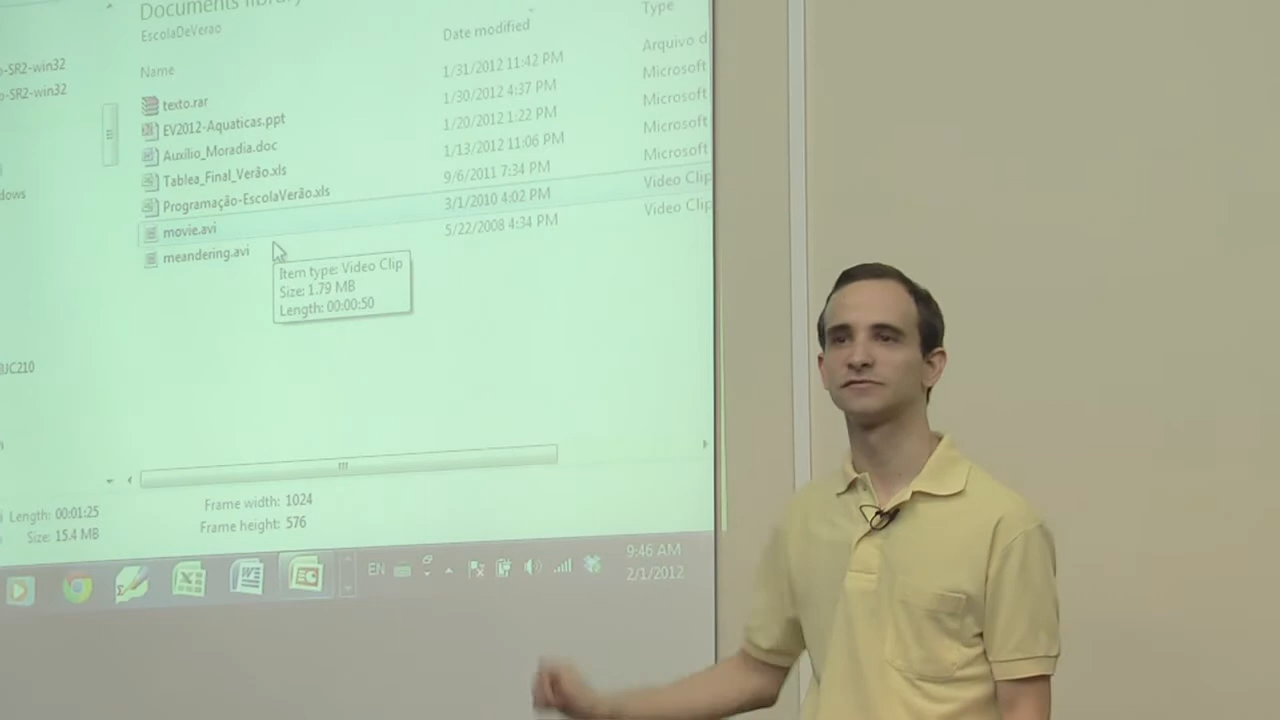 Documents library
EscolaDeVerao
Name
Date modified
Type
-SR2-win32
-SR2-win32
dows
BJC210
1/31/2012 11:42 PM
Arquivo d
texto.rar
1/30/2012 4:37 PM
Microsoft
EV2012-Aquaticas.ppt
1/20/2012 1:22 PM
Microsoft
Auxílio_Moradia.doc
1/13/2012 11:06 PM
Microsoft
Tablea_Final_Verão.xls
9/6/2011 7:34 PM
Microsoft
Programação-EscolaVerão.xls
3/1/2010 4:02 PM
Video Clip
movie.avi
5/22/2008 4:34 PM
Video Clip
meandering.avi
Item type: Video Clip
Size: 1.79 MB
Length: 00:00:50
Length: 00:01:25
Frame width: 1024
Size: 15.4 MB
Frame height: 576
EN
9:46 AM
2/1/2012